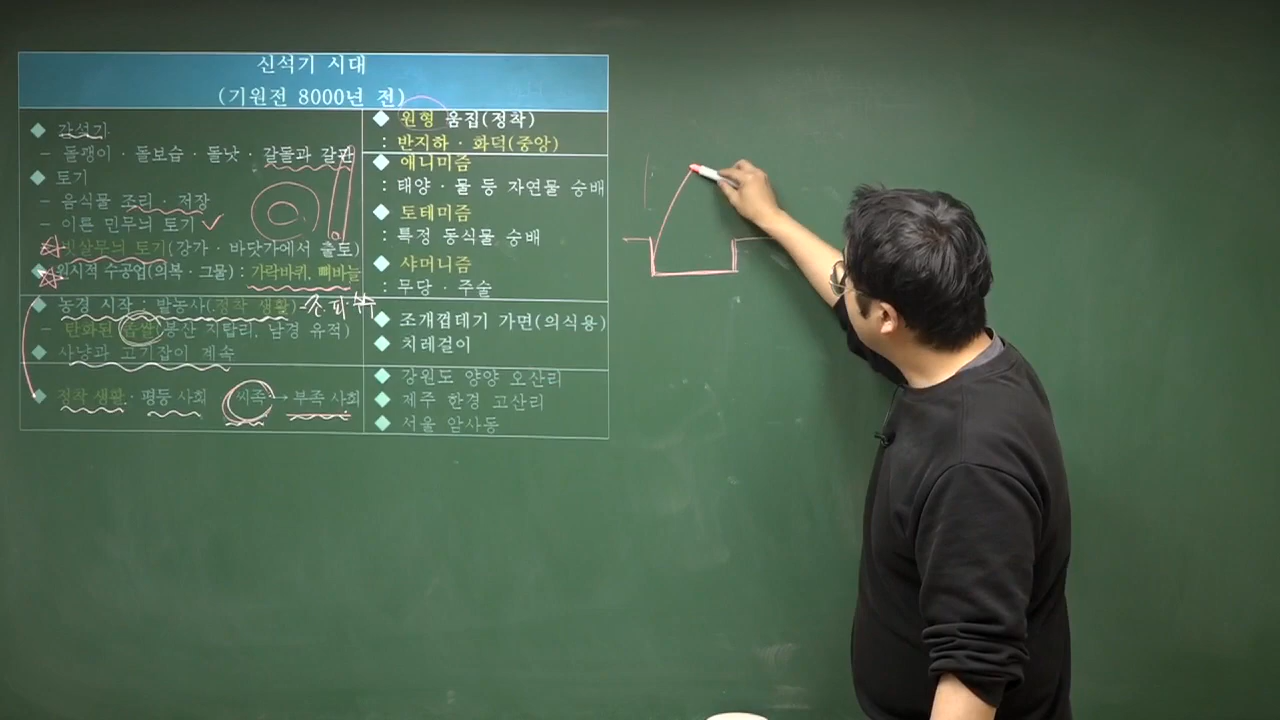 신석기 시대
(기원전 8000년 전)
◆ 간석기
- 돌괭이 · 돌보습 · 돌낫 · 갈돌과 갈판
◆ 토기
- 음식물 조리 · 저장
- 이른 민무늬 토기
빗살무늬 토기(강가 · 바닷가에서 출토)
◆ 원시적 수공업(의복 · 그물) : 가락바퀴, 뼈바늘
◆ 농경 시작 : 밭농사(정착 생활) - 조 피 수수
- 탄화된 좁쌀(봉산 지탑리, 남경 유적)
◆ 사냥과 고기잡이 계속
◆ 정착 생활 · 평등 사회 씨족 → 부족 사회
◆ 원형 움집(정착)
: 반지하 · 화덕(중앙)
◆ 애니미즘
: 태양 · 물 등 자연물 숭배
◆ 토테미즘
: 특정 동식물 숭배
◆ 샤머니즘
: 무당 · 주술
◆ 조개껍데기 가면(의식용)
◆ 치레걸이
◆ 강원도 양양 오산리
◆ 제주 한경 고산리
◆ 서울 암사동